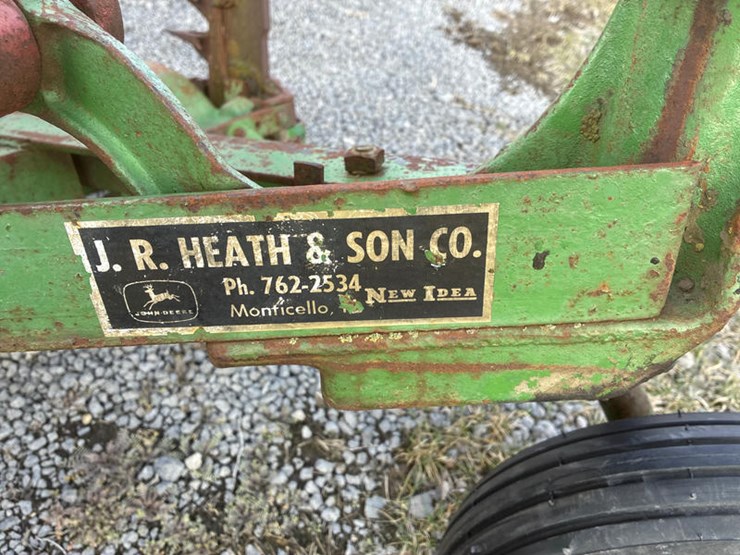 J. R. HEATH & SON CO.
Ph. 762-2534
Monticello,
NEW IDEA
JOHN DEERE